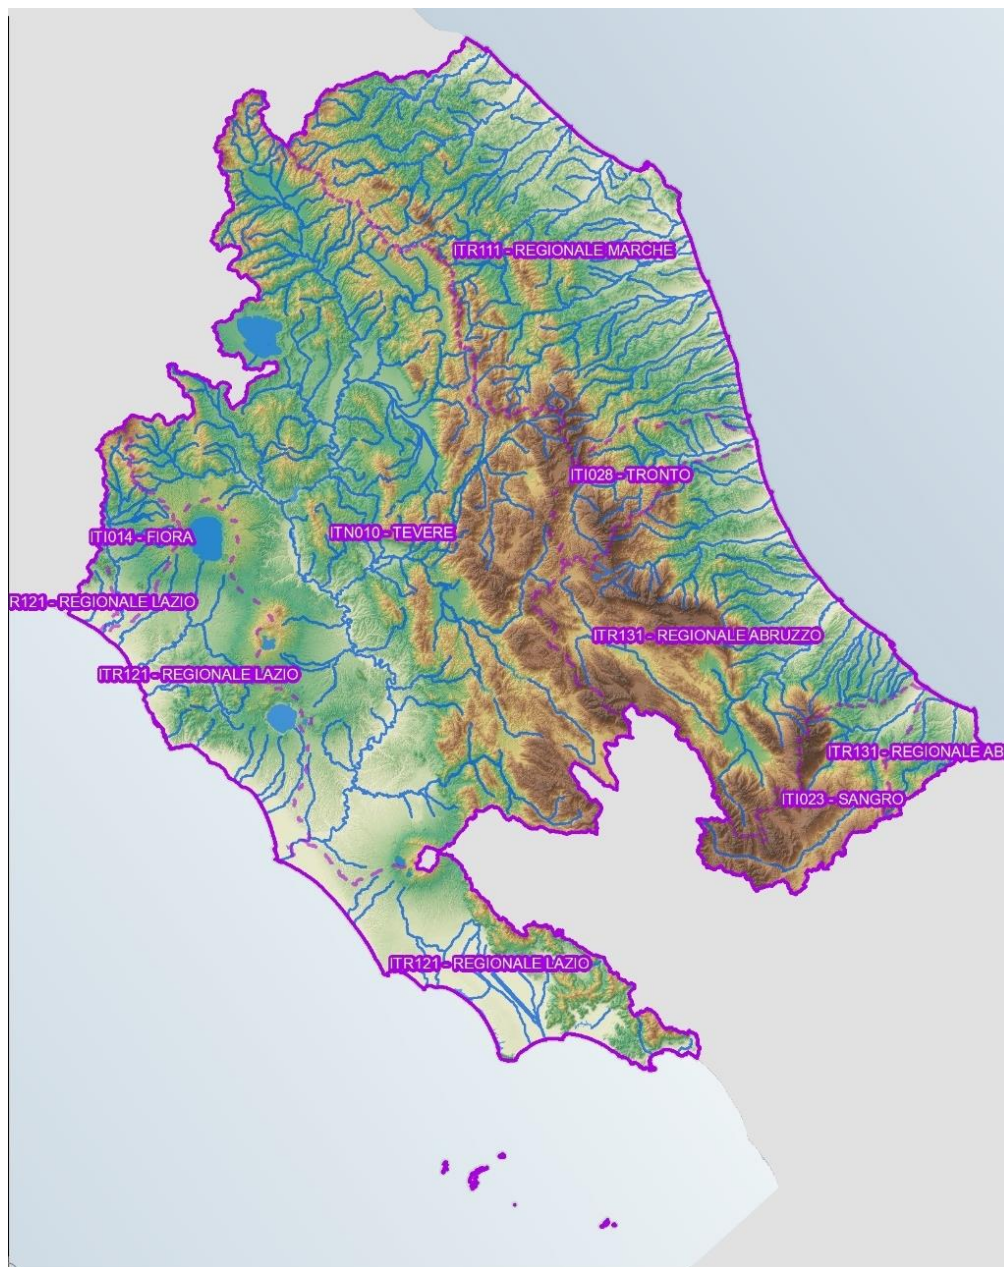 ITR111 - REGIONALE MARCHE
ITI028 - TRONTO
ITI014 - FIORA
ITN010 - TEVERE
R121 - REGIONALE LAZIO
ITR131 - REGIONALE ABRUZZO
ITR121 - REGIONALE LAZIO
ITR131 - REGIONALE AB
ITI023 - SANGRO
ITR121 - REGIONALE LAZIO